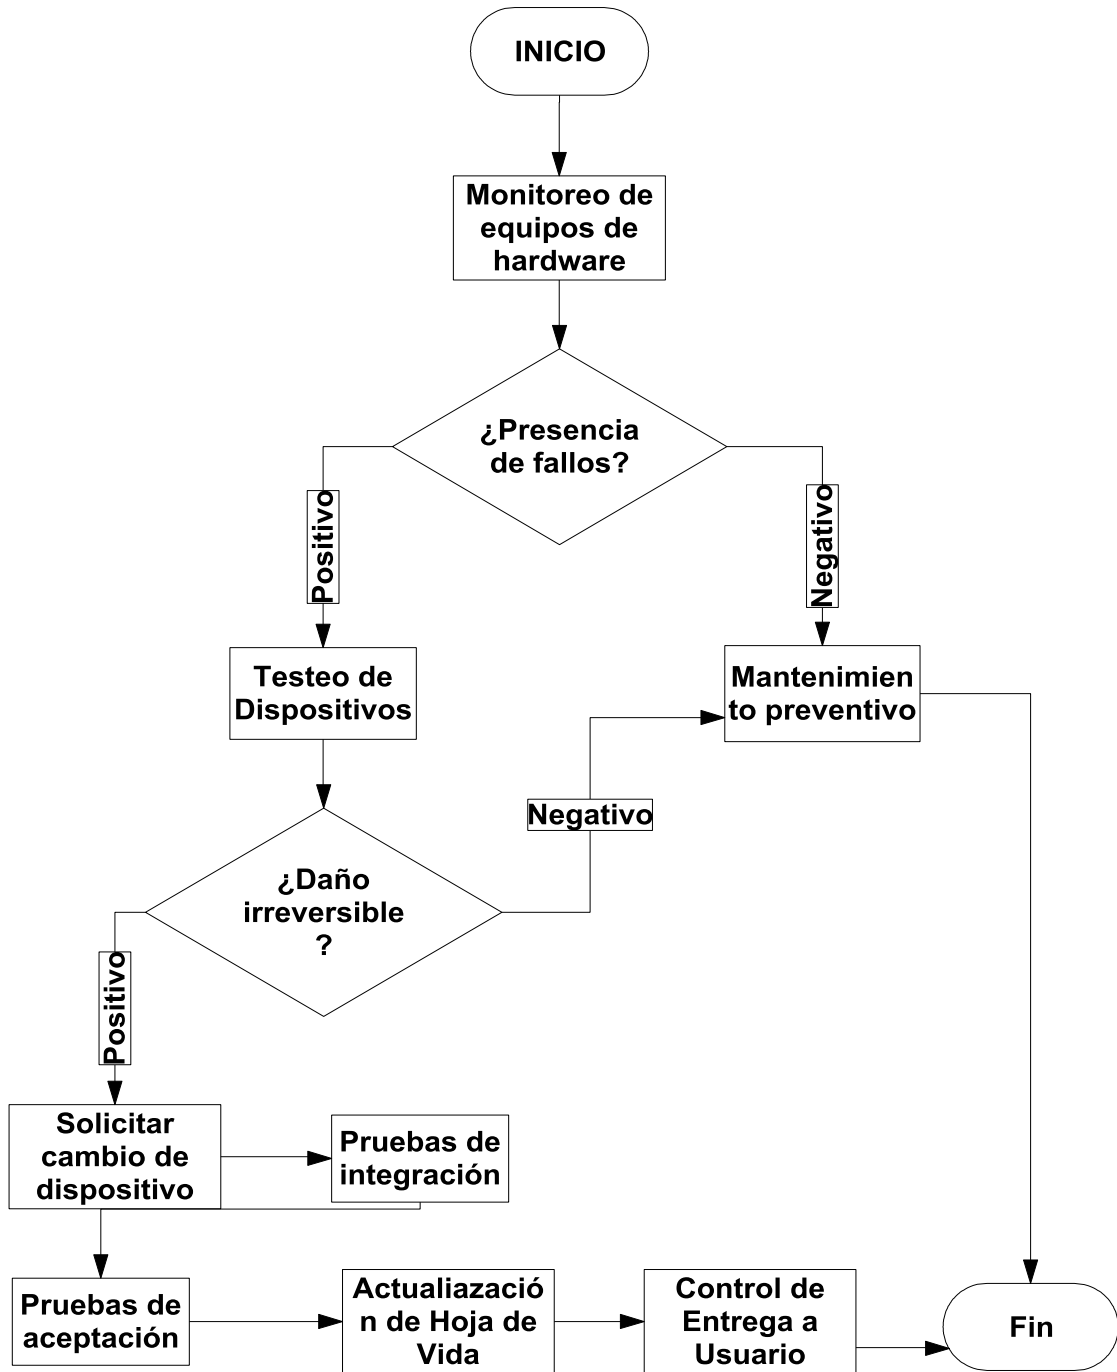 INICIO
Monitoreo de
equipos de
hardware
¿Presencia
de fallos?
Positivo
Negativo
Testeo de
Dispositivos
Mantenimien
to preventivo
Negativo
¿Daño
irreversible
?
Positivo
Solicitar
cambio de
dispositivo
Pruebas de
integración
Pruebas de
aceptación
Actualiazació
n de Hoja de
Vida
Control de
Entrega a
Usuario
Fin